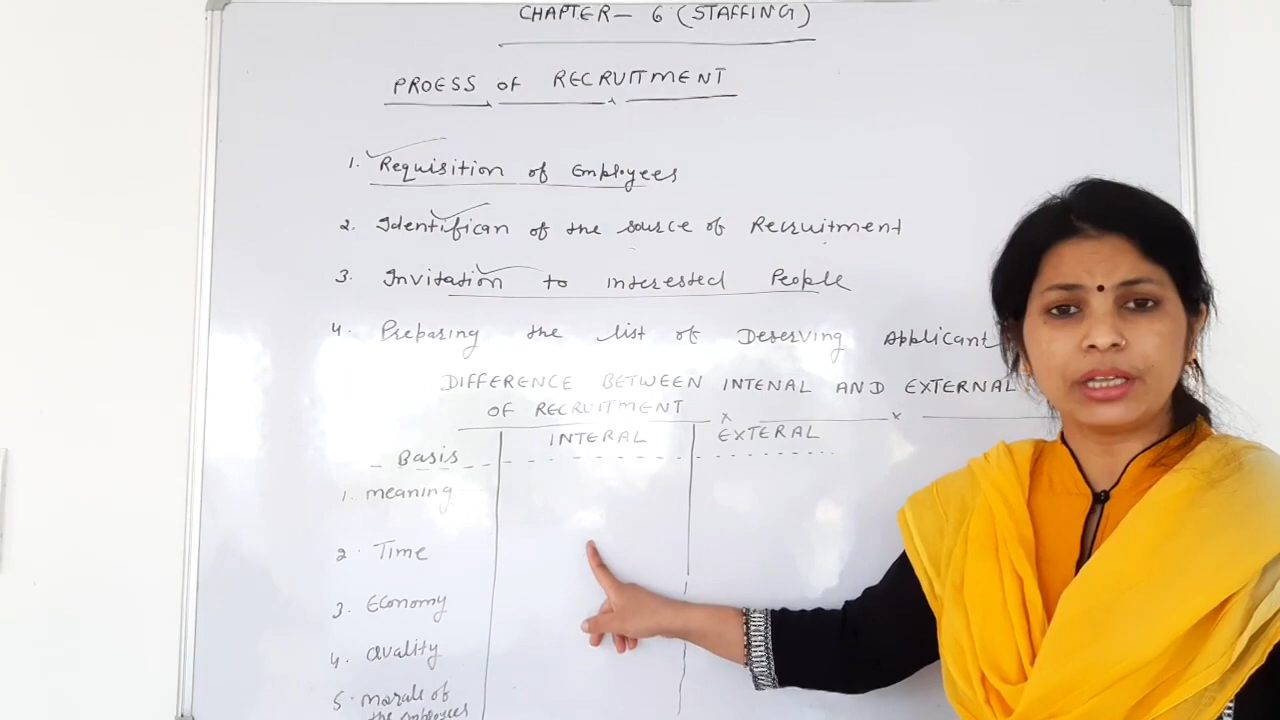 CHAPTER - 6 (STAFFING)
PROESS of RECRUITMENT
1. Requisition of Employees
2. Identifican of the source of Recruitment
3. Invitation to interested People
4. Preparing the list of Deserving Applicant
DIFFERENCE BETWEEN INTENAL AND EXTERNAL
OF RECRUITMENT
Basis INTERAL EXTERAL
1. meaning
2. Time
3. Economy
4. Quality
5. morale of
the employees